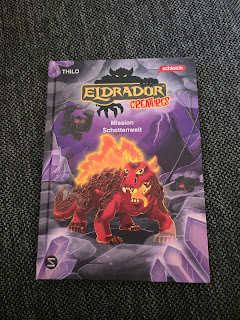 THILO
schleich
ELDRADOR
CREATURES
Mission
Schattenwelt
S